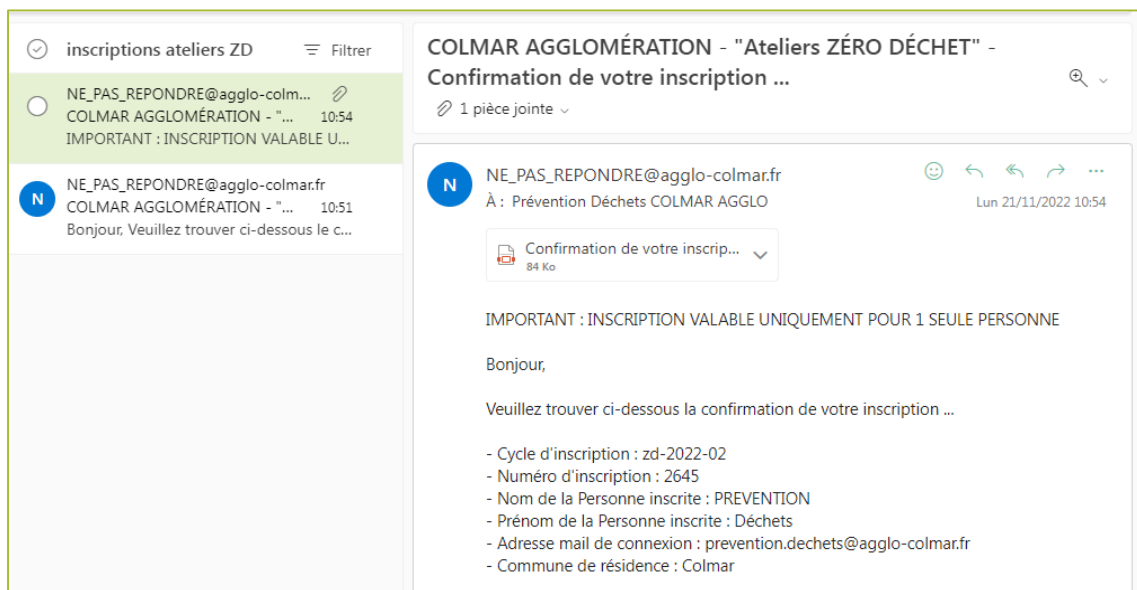 inscriptions ateliers ZD
Filtrer
NE_PAS_REPONDRE@agglo-colm...
COLMAR AGGLOMÉRATION - "... 10:54
IMPORTANT : INSCRIPTION VALABLE U...
N
NE_PAS_REPONDRE@agglo-colmar.fr
COLMAR AGGLOMÉRATION - "... 10:51
Bonjour, Veuillez trouver ci-dessous le c...
COLMAR AGGLOMÉRATION - "Ateliers ZÉRO DÉCHET" -
Confirmation de votre inscription ...
1 pièce jointe
N
NE_PAS_REPONDRE@agglo-colmar.fr
À : Prévention Déchets COLMAR AGGLO
Lun 21/11/2022 10:54
Confirmation de votre inscrip...
84 Ko
IMPORTANT : INSCRIPTION VALABLE UNIQUEMENT POUR 1 SEULE PERSONNE
Bonjour,
Veuillez trouver ci-dessous la confirmation de votre inscription ...
- Cycle d'inscription : zd-2022-02
- Numéro d'inscription : 2645
- Nom de la Personne inscrite : PREVENTION
- Prénom de la Personne inscrite : Déchets
- Adresse mail de connexion : prevention.dechets@agglo-colmar.fr
- Commune de résidence : Colmar